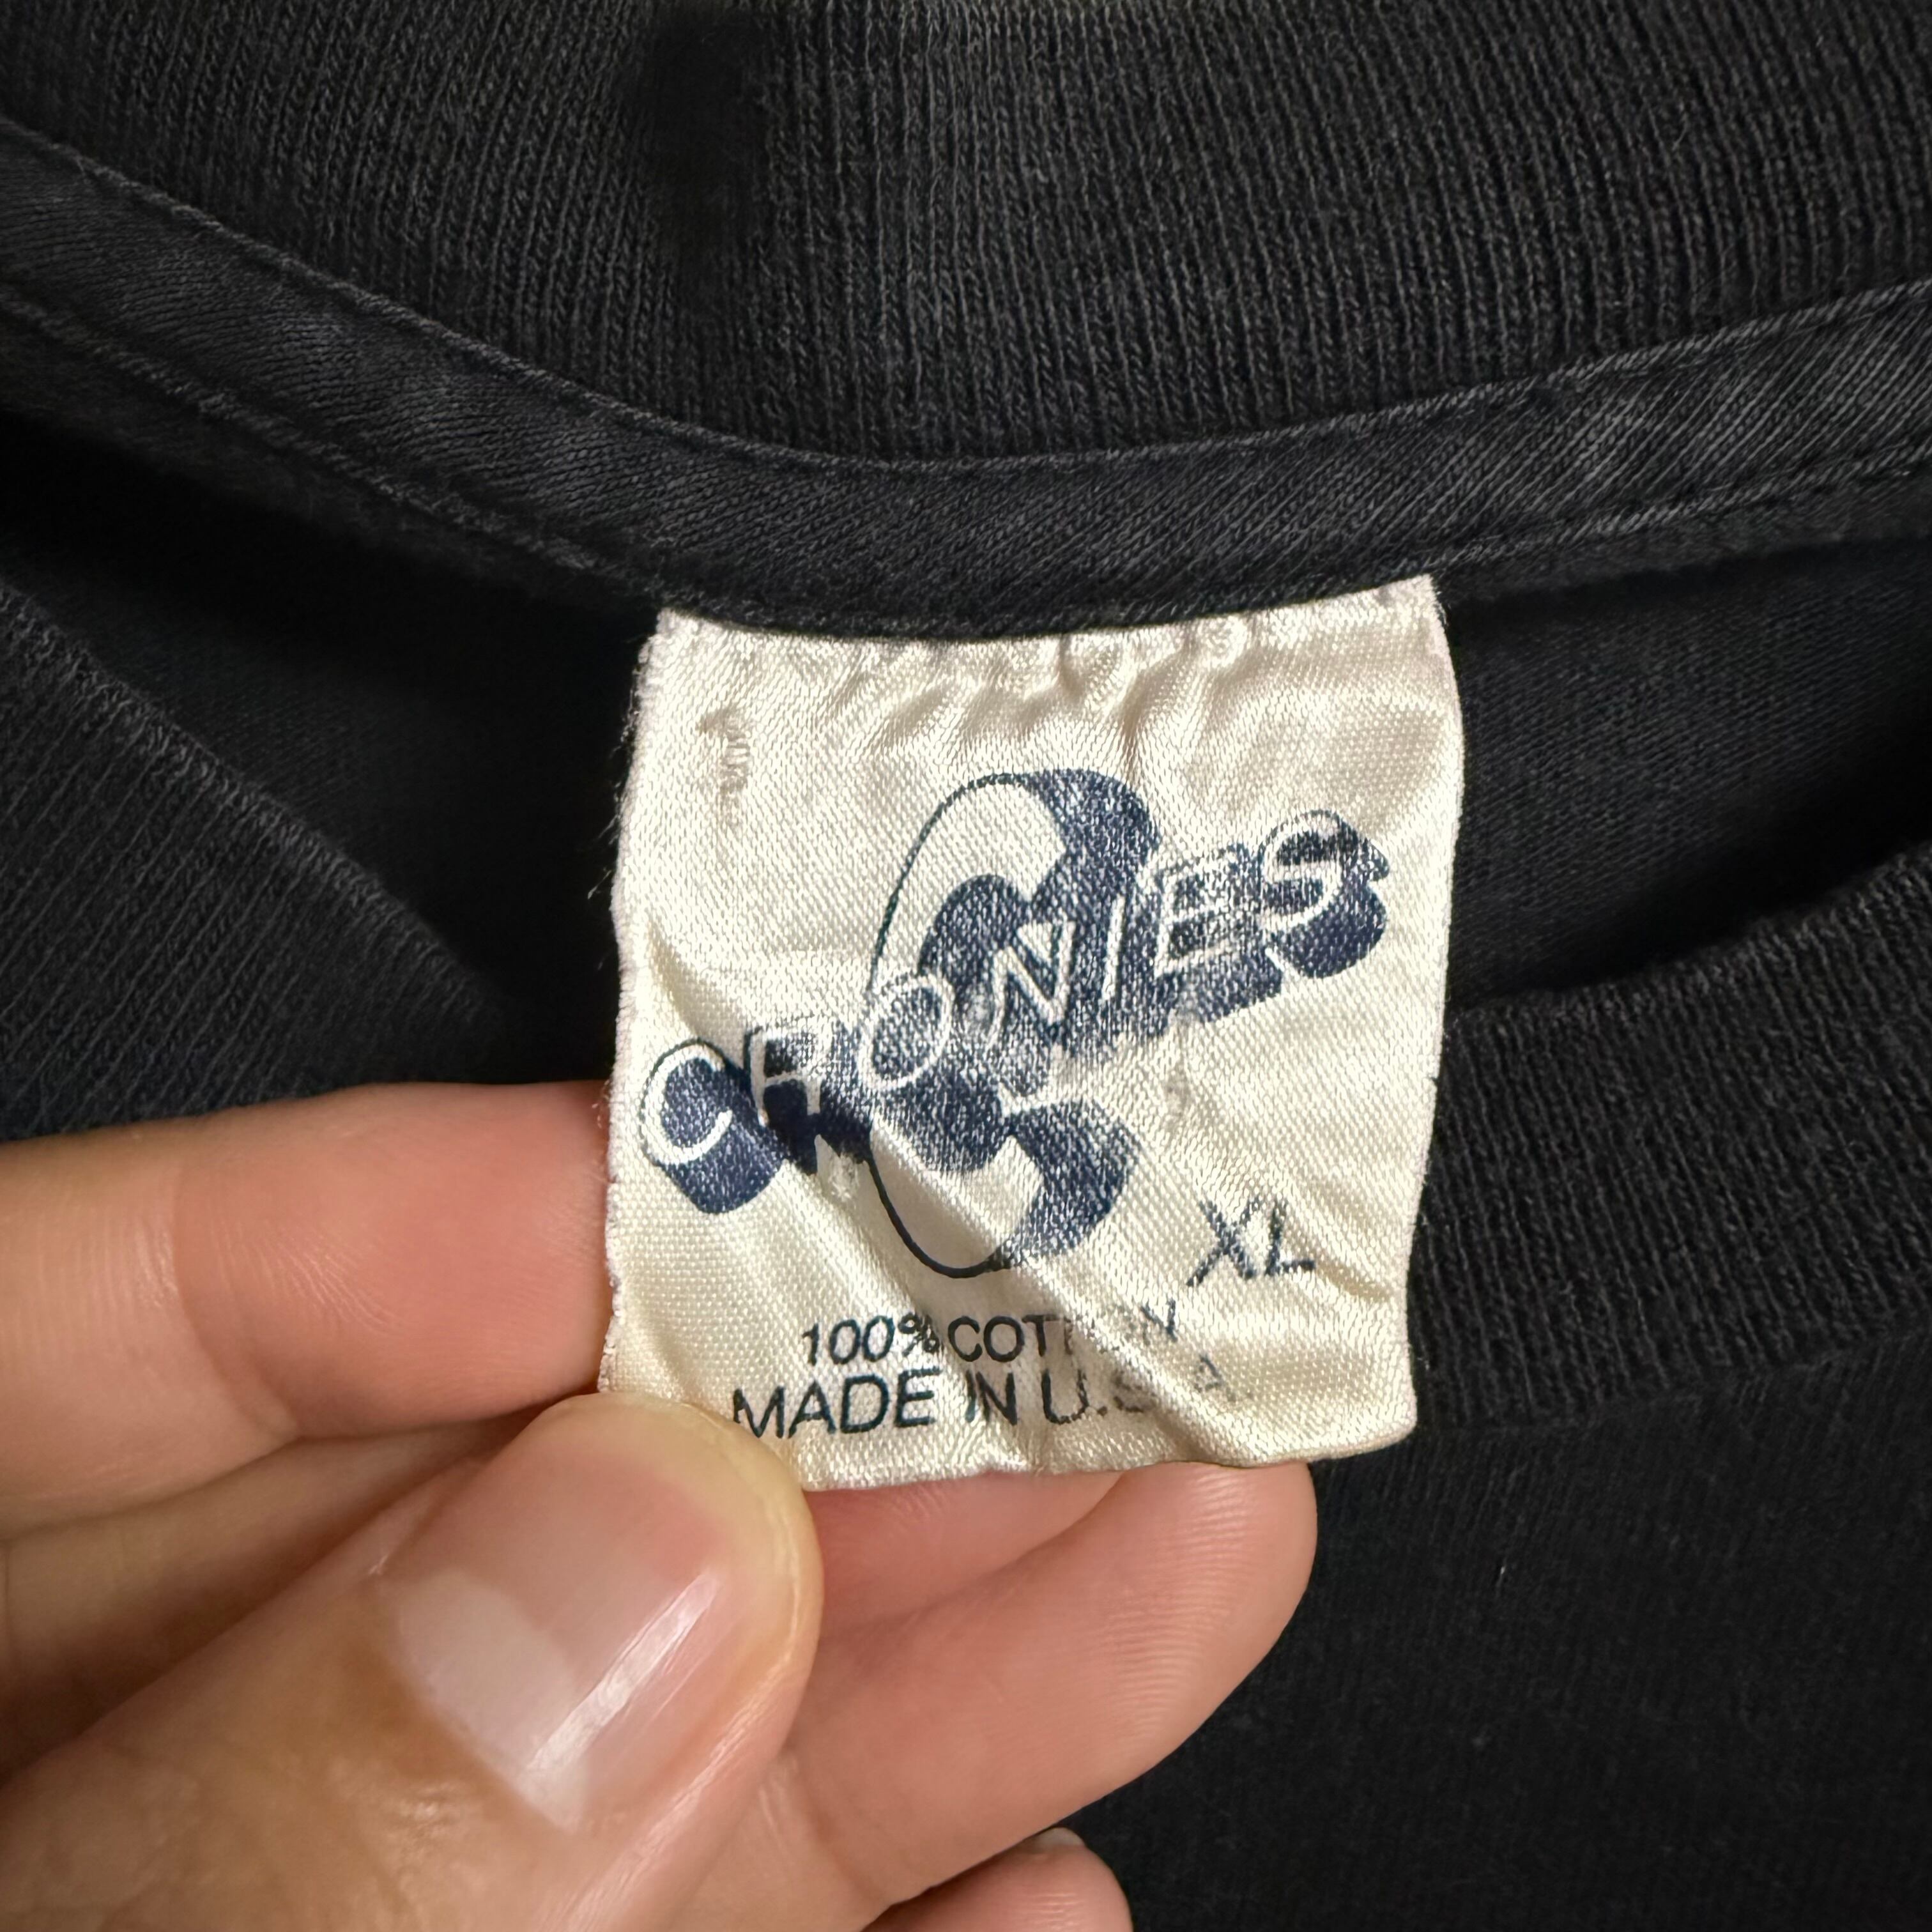 CRONIES
XL
100% COTTON
MADE IN U.S.A.